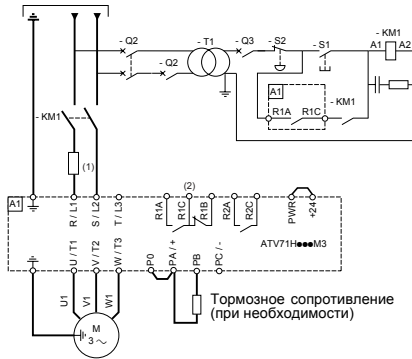 - Q2
- T1
- Q3
- S2
- S1
- KM1
A1
A2
- Q2
A1
R1A
R1C
- KM1
- KM1
(1)
(2)
A1
R / L1
S / L2
T / L3
R1A
R1C
R1B
R2A
R2C
PWR
+24
ATV71H●●●M3
U / T1
V / T2
W / T3
P0
PA / +
PB
PC / -
U1
V1
W1
M
3 ~
Тормозное сопротивление
(при необходимости)